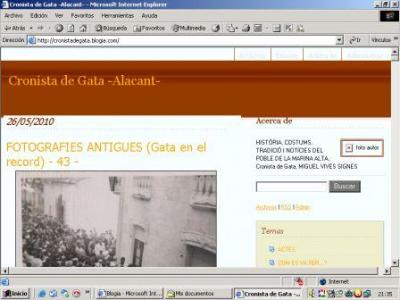 Cronista de Gata -Alacant- - Microsoft Internet Explorer
Archivo Edición Ver Favoritos Herramientas Ayuda
Atrás Búsqueda Favoritos Multimedia
Dirección http://cronistadegata.blogia.com/ Ir Vínculos
Cronista de Gata -Alacant-
26/05/2010
FOTOGRAFIES ANTIGUES (Gata en el
record) - 43 -
Acerca de
HISTÒRIA, COSTUMS,
TRADICIÓ I NOTÍCIES DEL
POBLE DE LA MARINA ALTA.
Cronista de Gata, MIGUEL VIVES SIGNES
foto autor
Buscar
Archivos | RSS | Admin
Temas
ACTES
COM ES VA FER...?
Internet
Inicio
Blogia - Microsoft Int...
Mis documentos
Cronista de Gata -...
21:35